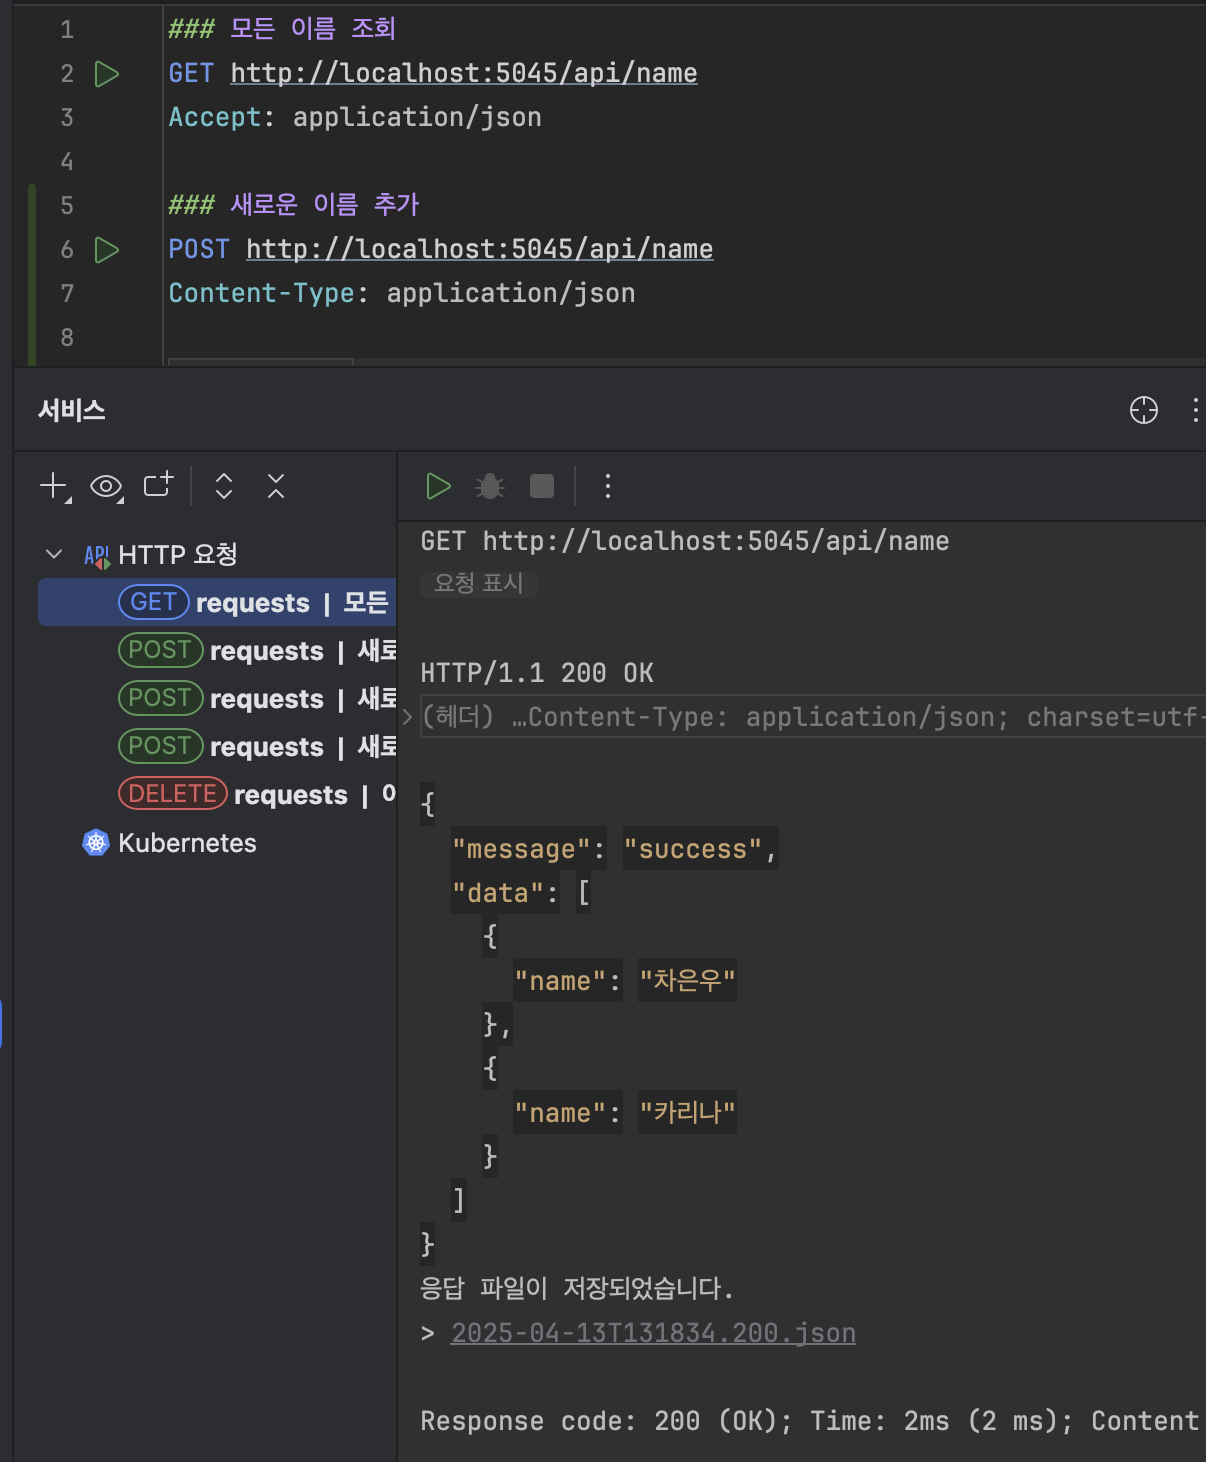 1 ### 모든 이름 조회
2 GET http://localhost:5045/api/name
3 Accept: application/json
4
5 ### 새로운 이름 추가
6 POST http://localhost:5045/api/name
7 Content-Type: application/json
8
서비스
API HTTP 요청
GET requests | 모든
POST requests | 새로
POST requests | 새로
POST requests | 새로
DELETE requests |
Kubernetes
GET http://localhost:5045/api/name
요청 표시
HTTP/1.1 200 OK
(헤더) …Content-Type: application/json; charset=utf-
{
"message": "success",
"data": [
{
"name": "차은우"
},
{
"name": "카리나"
}
]
}
응답 파일이 저장되었습니다.
> 2025-04-13T131834.200.json
Response code: 200 (OK); Time: 2ms (2 ms); Content